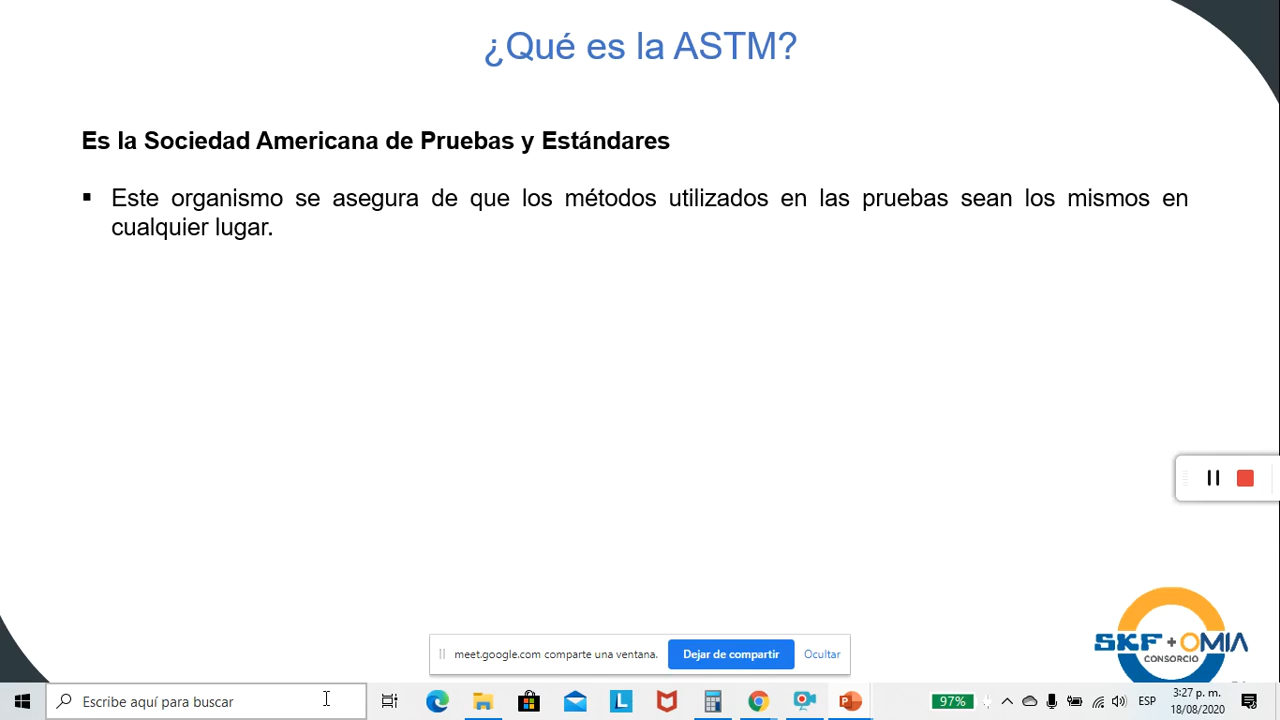 ¿Qué es la ASTM?
Es la Sociedad Americana de Pruebas y Estándares
▪ Este organismo se asegura de que los métodos utilizados en las pruebas sean los mismos en
cualquier lugar.
SKF + OMIA
CONSORCIO
meet.google.com comparte una ventana.
Dejar de compartir
Ocultar
Escribe aquí para buscar
97%
ESP
3:27 p. m.
18/08/2020